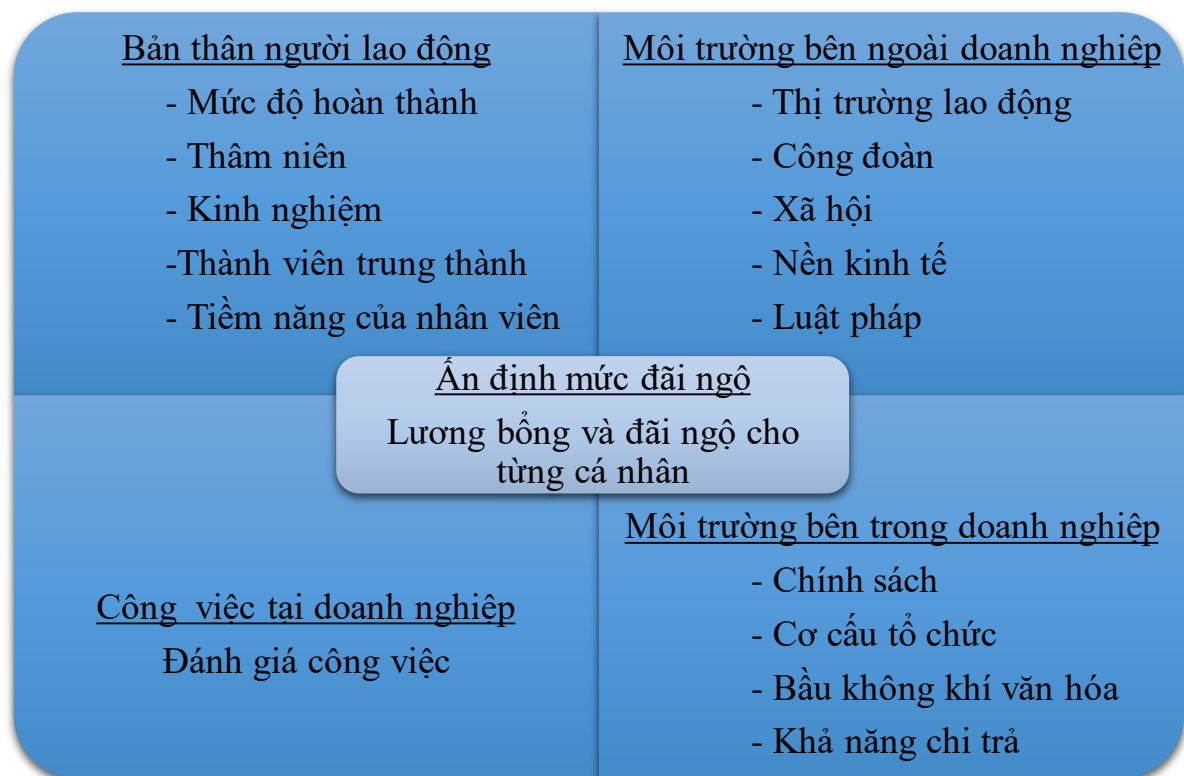 Bản thân người lao động
- Mức độ hoàn thành
- Thâm niên
- Kinh nghiệm
-Thành viên trung thành
- Tiềm năng của nhân viên
Môi trường bên ngoài doanh nghiệp
- Thị trường lao động
- Công đoàn
- Xã hội
- Nền kinh tế
- Luật pháp
Ấn định mức đãi ngộ
Lương bổng và đãi ngộ cho
từng cá nhân
Công  việc tại doanh nghiệp
Đánh giá công việc
Môi trường bên trong doanh nghiệp
- Chính sách
- Cơ cấu tổ chức
- Bầu không khí văn hóa
- Khả năng chi trả